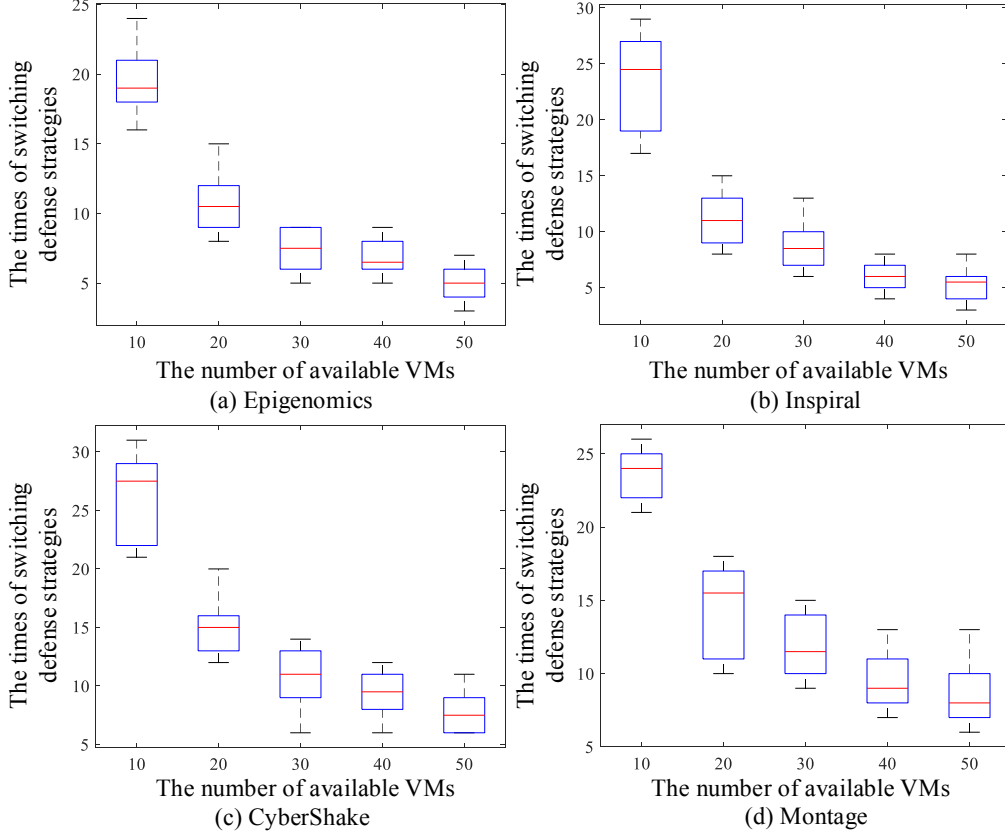 The times of switching
defense strategies
25
20
15
10
5
10 20 30 40 50
The number of available VMs
(a) Epigenomics
The times of switching
defense strategies
30
25
20
15
10
5
10 20 30 40 50
The number of available VMs
(b) Inspiral
The times of switching
defense strategies
30
25
20
15
10
5
10 20 30 40 50
The number of available VMs
(c) CyberShake
The times of switching
defense strategies
25
20
15
10
5
10 20 30 40 50
The number of available VMs
(d) Montage